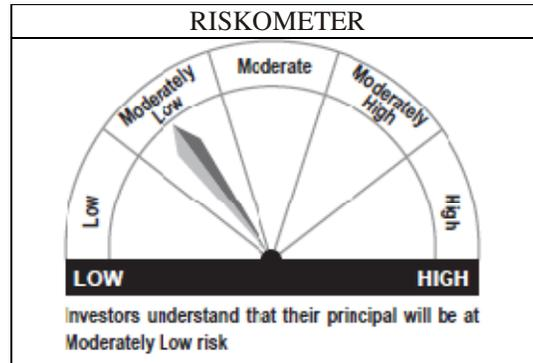 RISKOMETER
Moderate
Moderately
Low
Moderately
High
Low
High
LOW HIGH
Investors understand that their principal will be at
Moderately Low risk